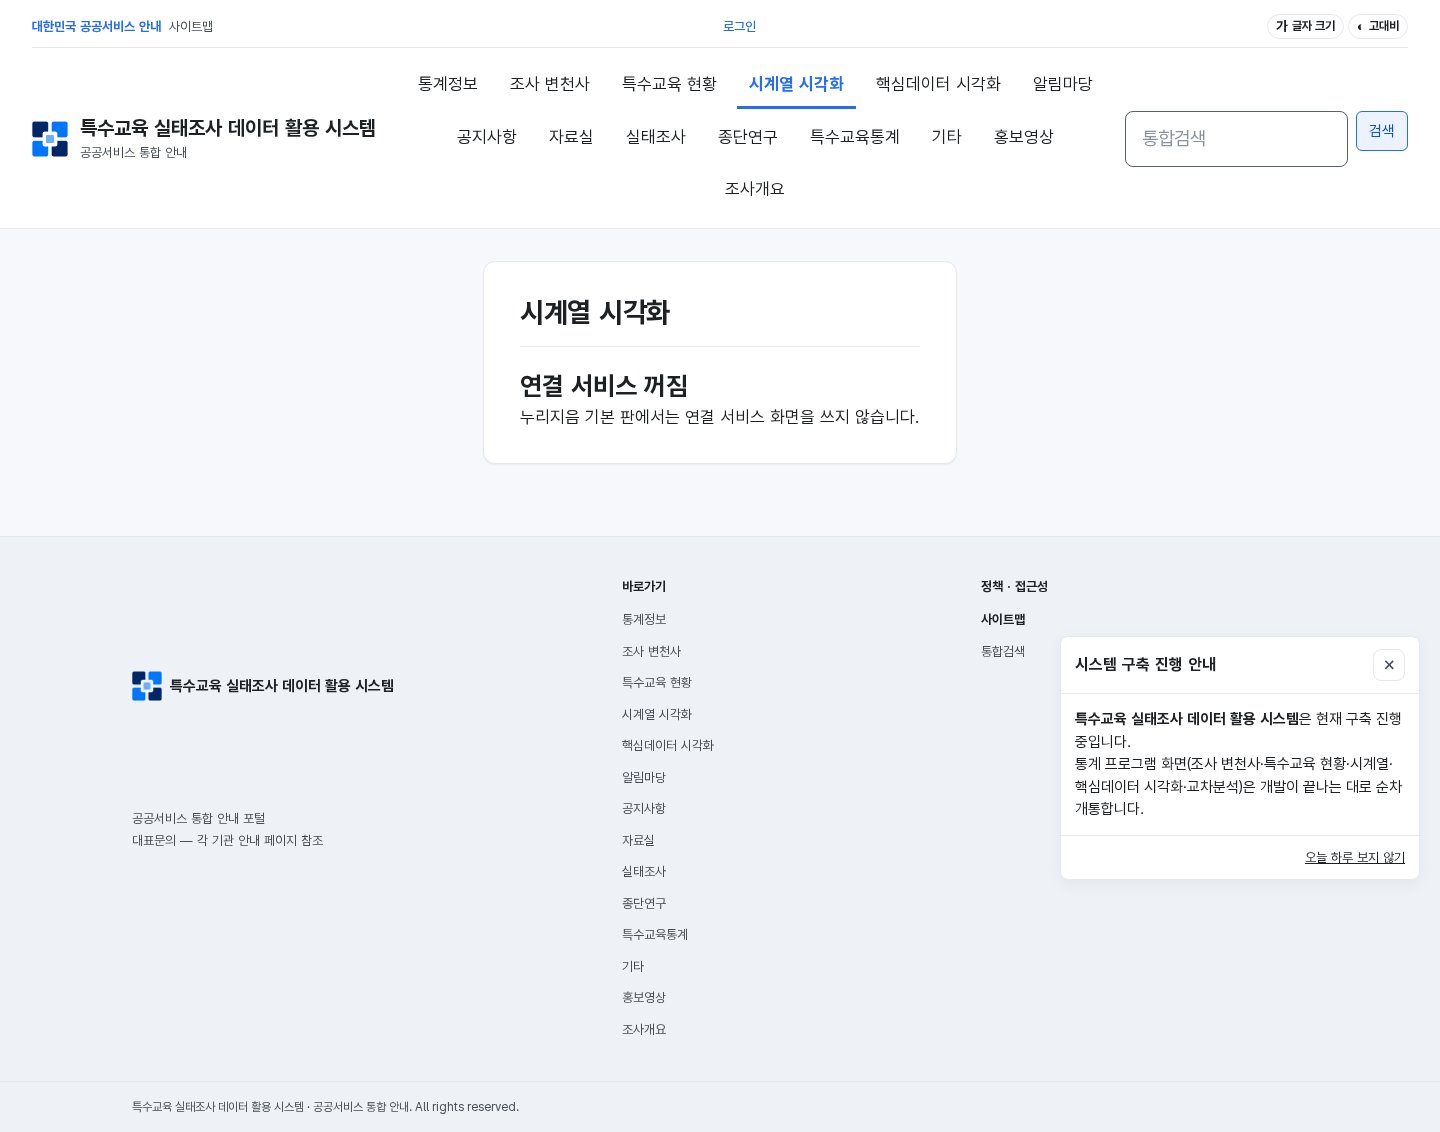 대한민국 공공서비스 안내 사이트맵
로그인
가 글자 크기
고대비
특수교육 실태조사 데이터 활용 시스템
공공서비스 통합 안내
통계정보 조사 변천사 특수교육 현황 시계열 시각화 핵심데이터 시각화 알림마당
공지사항 자료실 실태조사 종단연구 특수교육통계 기타 홍보영상
조사개요
통합검색
검색
시계열 시각화
연결 서비스 꺼짐
누리지음 기본 판에서는 연결 서비스 화면을 쓰지 않습니다.
특수교육 실태조사 데이터 활용 시스템
공공서비스 통합 안내 포털
대표문의 — 각 기관 안내 페이지 참조
바로가기
통계정보
조사 변천사
특수교육 현황
시계열 시각화
핵심데이터 시각화
알림마당
공지사항
자료실
실태조사
종단연구
특수교육통계
기타
홍보영상
조사개요
정책 · 접근성
사이트맵
통합검색
시스템 구축 진행 안내
×
특수교육 실태조사 데이터 활용 시스템은 현재 구축 진행
중입니다.
통계 프로그램 화면(조사 변천사·특수교육 현황·시계열·
핵심데이터 시각화·교차분석)은 개발이 끝나는 대로 순차
개통합니다.
오늘 하루 보지 않기
특수교육 실태조사 데이터 활용 시스템 · 공공서비스 통합 안내. All rights reserved.